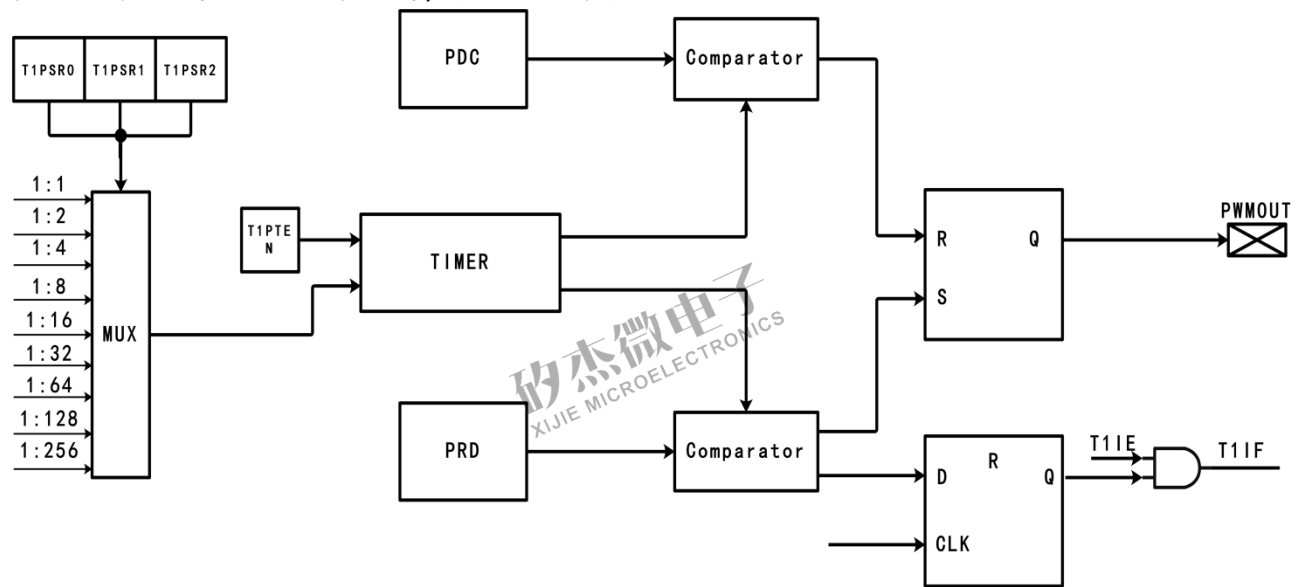 T1PSR0 T1PSR1 T1PSR2
PDC
Comparator
1:1
1:2
1:4
1:8
1:16
1:32
1:64
1:128
1:256
MUX
T1PTE
N
TIMER
R Q
S
PWMOUT
矽杰微电子
XIJIE MICROELECTRONICS
PRD
Comparator
D R Q
CLK
T1IE
T1IF